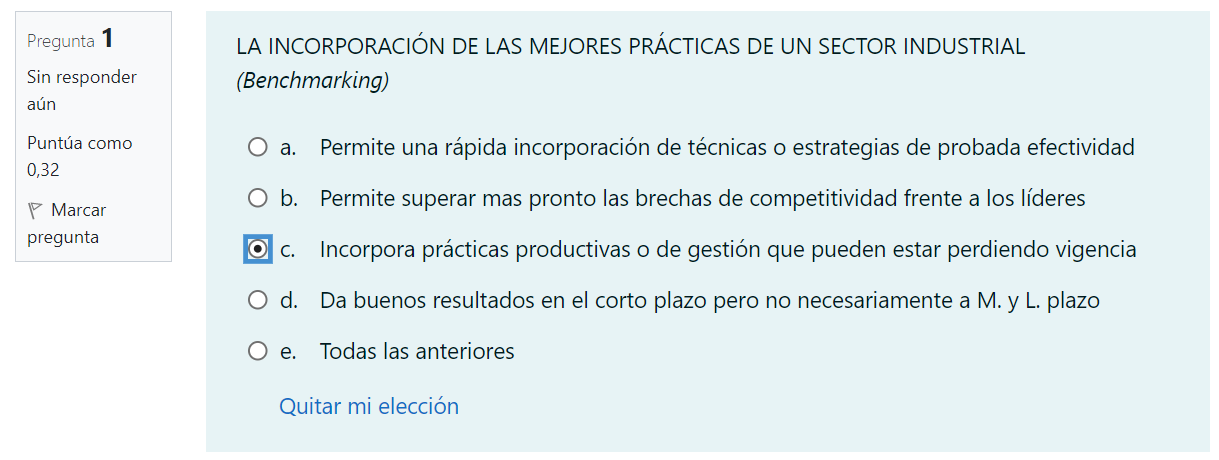 Pregunta 1
Sin responder
aún
Puntúa como
0,32
Marcar
pregunta
LA INCORPORACIÓN DE LAS MEJORES PRÁCTICAS DE UN SECTOR INDUSTRIAL
(Benchmarking)
a. Permite una rápida incorporación de técnicas o estrategias de probada efectividad
b. Permite superar mas pronto las brechas de competitividad frente a los líderes
c. Incorpora prácticas productivas o de gestión que pueden estar perdiendo vigencia
d. Da buenos resultados en el corto plazo pero no necesariamente a M. y L. plazo
e. Todas las anteriores
Quitar mi elección